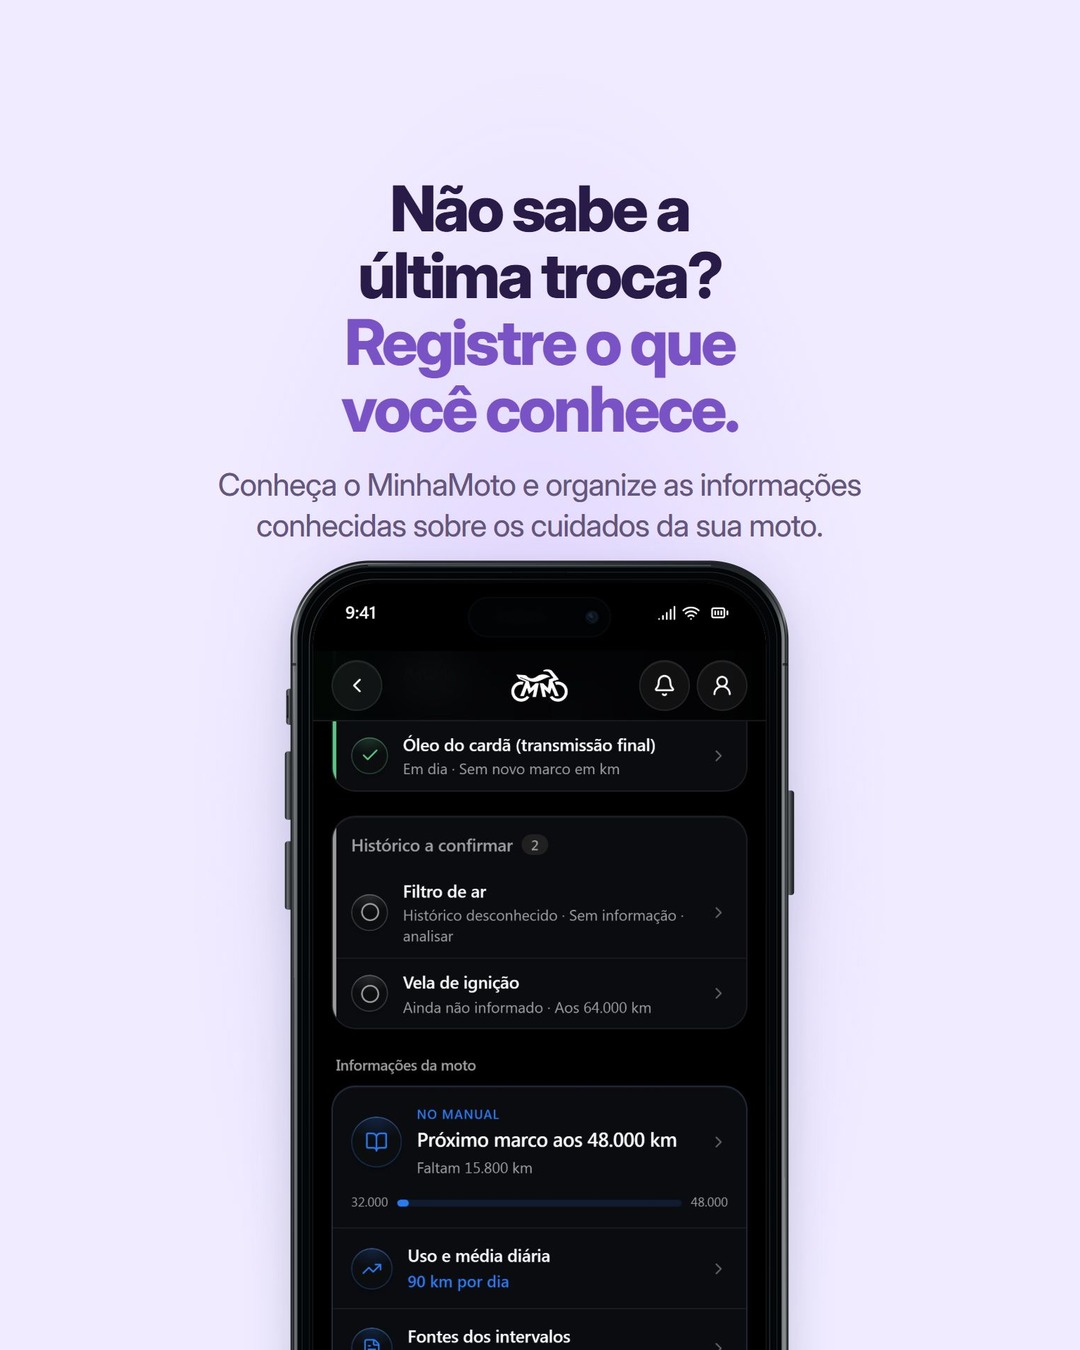 Não sabe a
última troca?
Registre o que
você conhece.
Conheça o MinhaMoto e organize as informações
conhecidas sobre os cuidados da sua moto.
9:41
MM
Óleo do cardã (transmissão final)
Em dia · Sem novo marco em km
Histórico a confirmar 2
Filtro de ar
Histórico desconhecido · Sem informação ·
analisar
Vela de ignição
Ainda não informado · Aos 64.000 km
Informações da moto
NO MANUAL
Próximo marco aos 48.000 km
Faltam 15.800 km
32.000 48.000
Uso e média diária
90 km por dia
Fontes dos intervalos